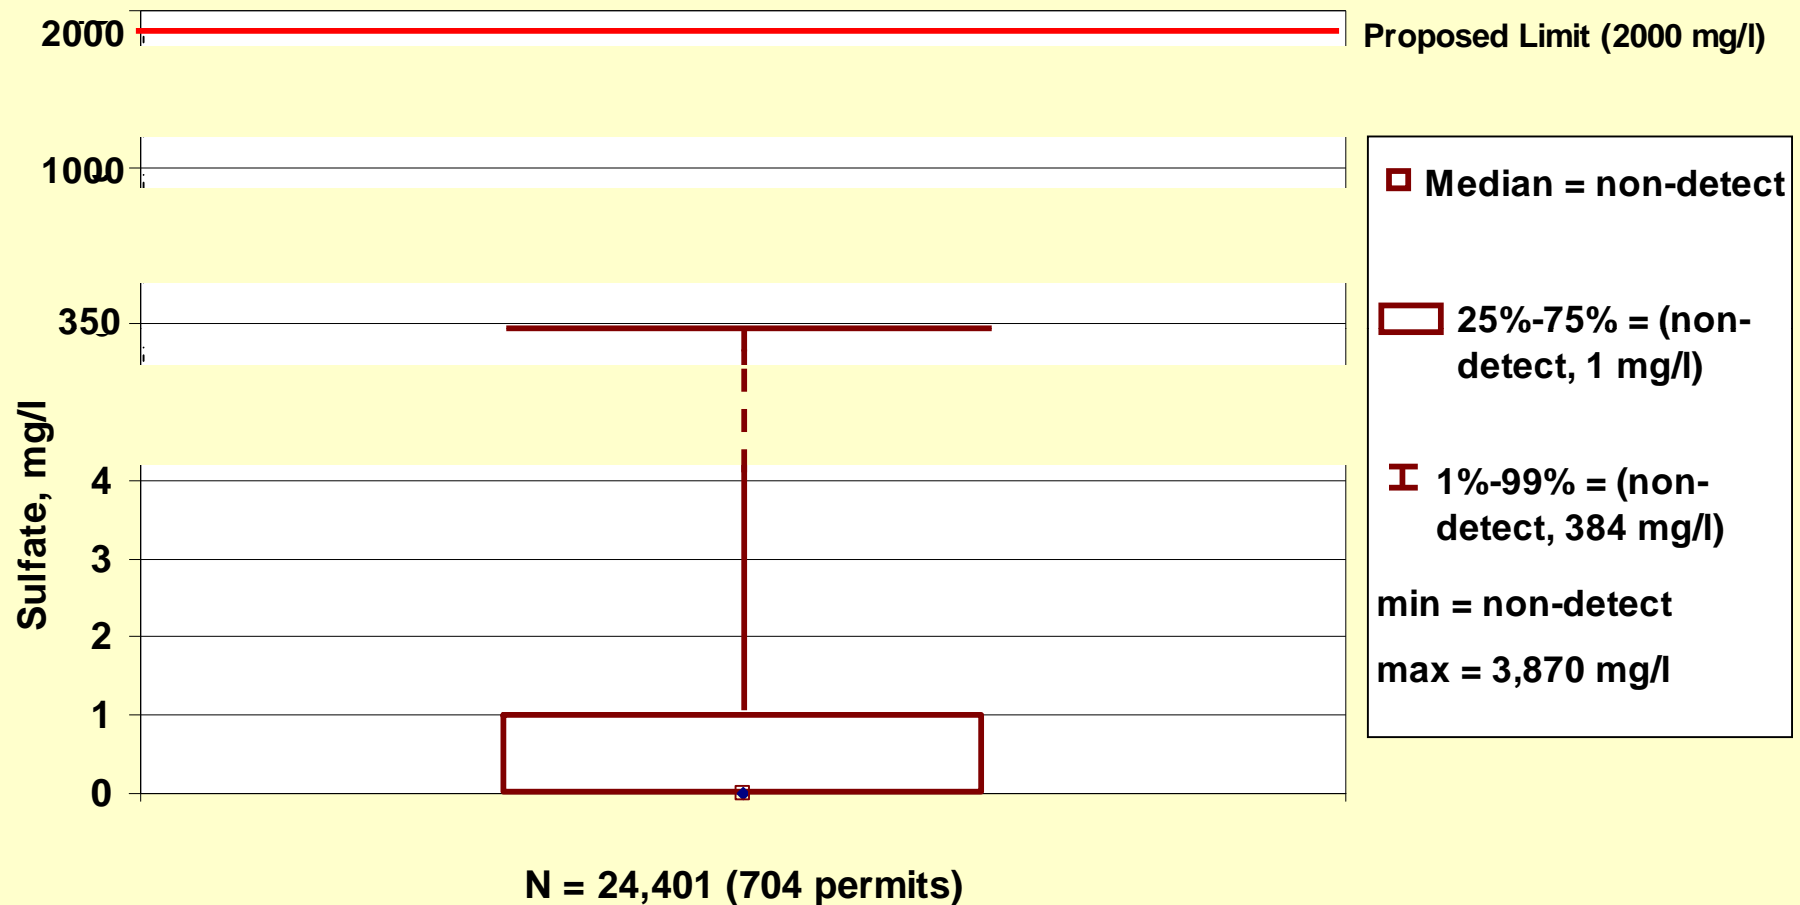 2000
Proposed Limit (2000 mg/l)
1000
350
Sulfate, mg/l
4
3
2
1
0
Median = non-detect
25%-75% = (non-
detect, 1 mg/l)
1%-99% = (non-
detect, 384 mg/l)
min = non-detect
max = 3,870 mg/l
N = 24,401 (704 permits)